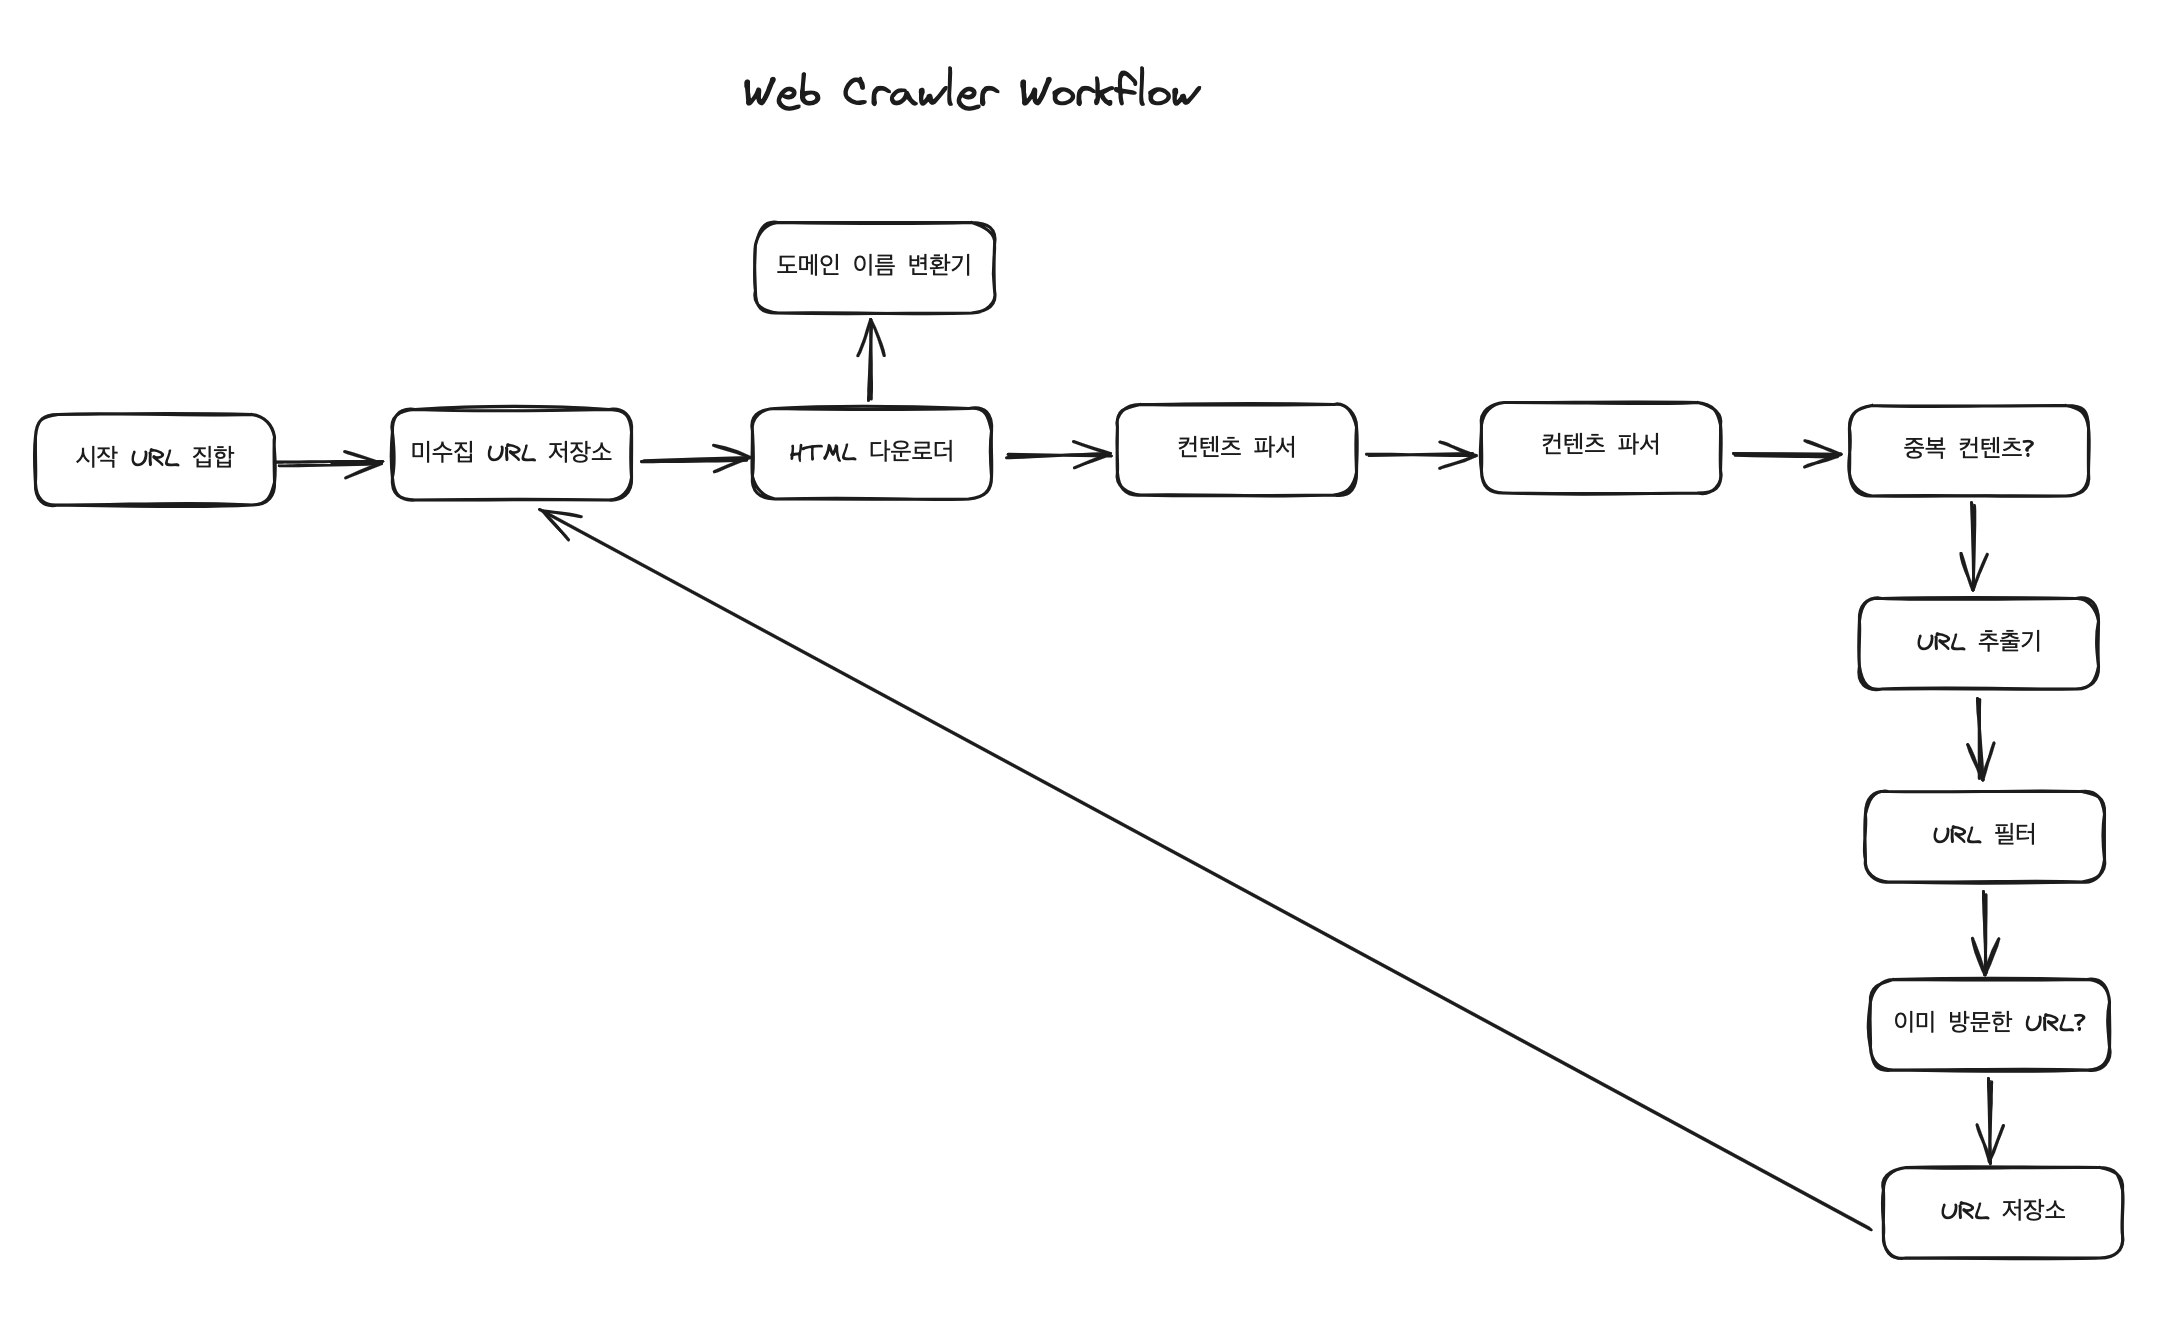 Web Crawler Workflow
도메인 이름 변환기
시작 URL 집합
미수집 URL 저장소
HTML 다운로더
컨텐츠 파서
컨텐츠 파서
중복 컨텐츠?
URL 추출기
URL 필터
이미 방문한 URL?
URL 저장소